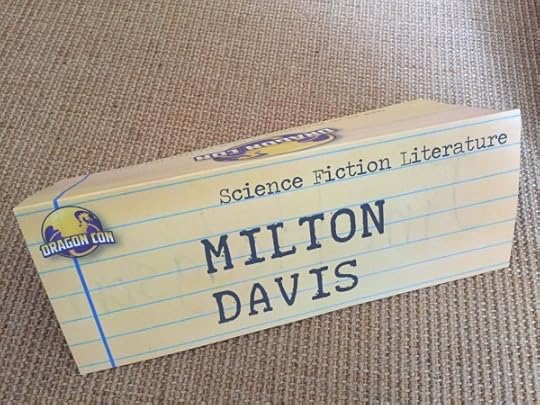 DRAGON CON
Science Fiction Literature
DRAGON CON
MILTON
DAVIS